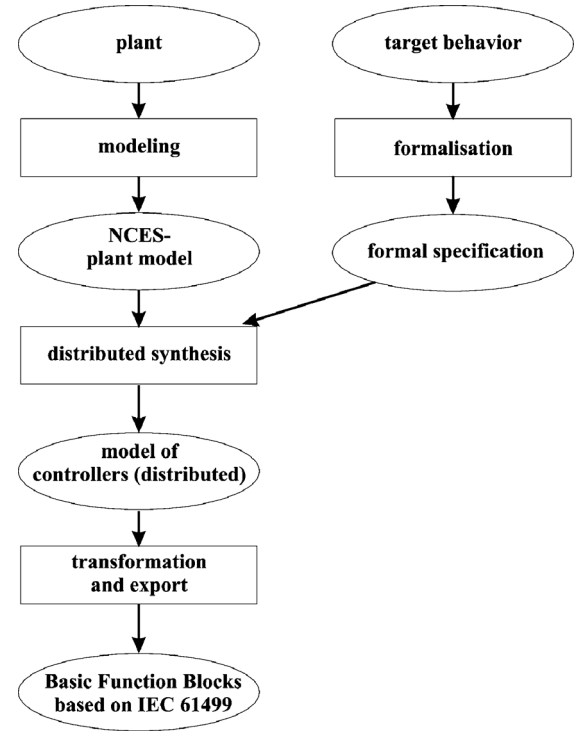 plant
target behavior
modeling
formalisation
NCES-
plant model
formal specification
distributed synthesis
model of
controllers (distributed)
transformation
and export
Basic Function Blocks
based on IEC 61499